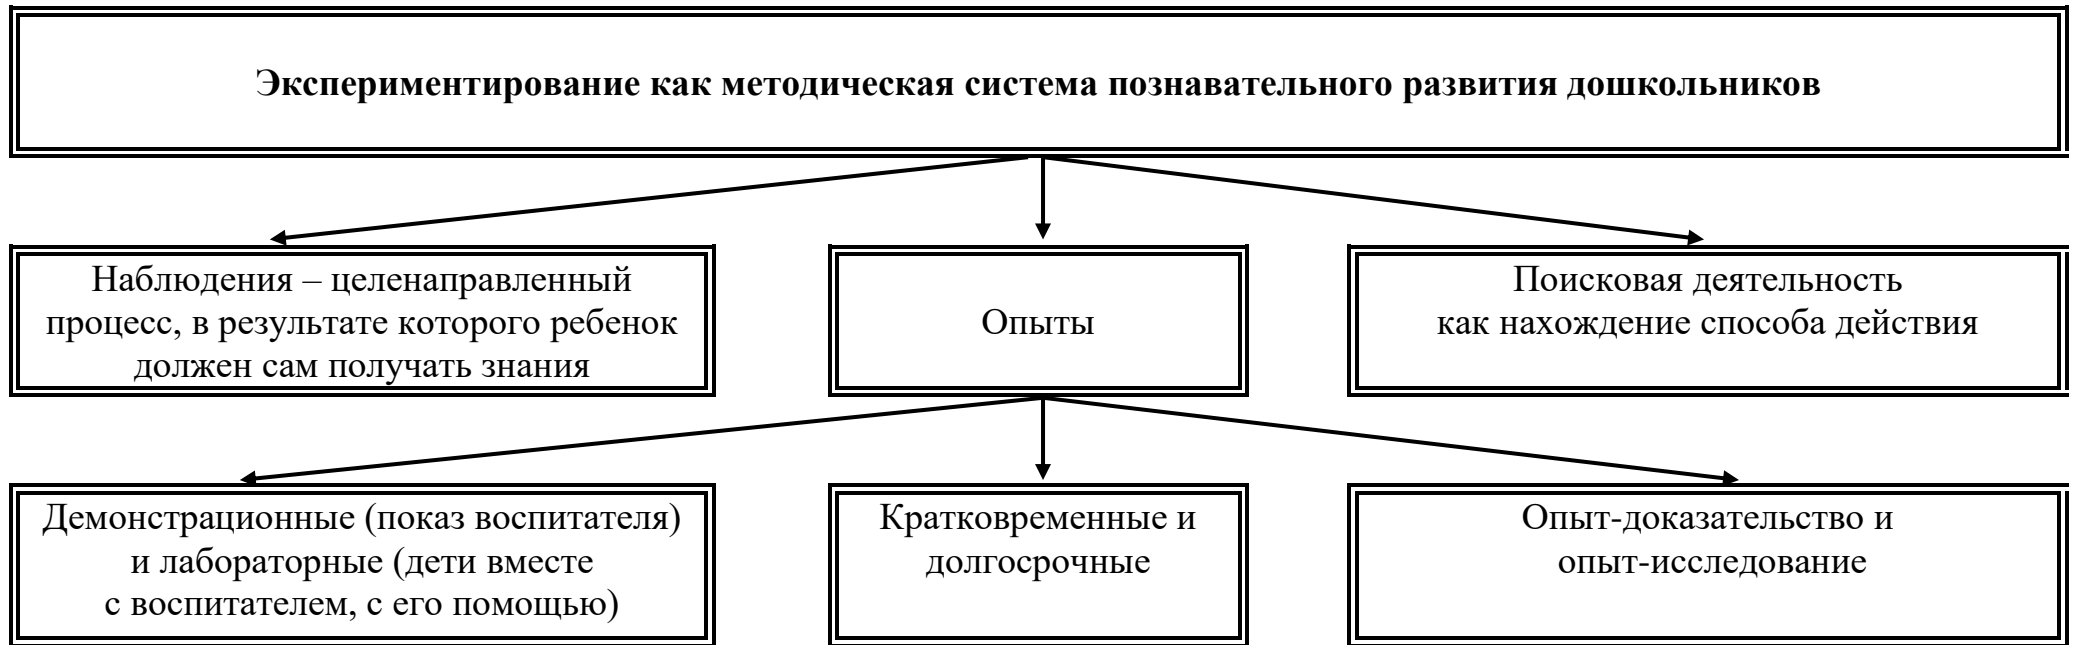 Экспериментирование как методическая система познавательного развития дошкольников
Наблюдения – целенаправленный
процесс, в результате которого ребенок
должен сам получать знания
Опыты
Поисковая деятельность
как нахождение способа действия
Демонстрационные (показ воспитателя)
и лабораторные (дети вместе
с воспитателем, с его помощью)
Кратковременные и
долгосрочные
Опыт-доказательство и
опыт-исследование